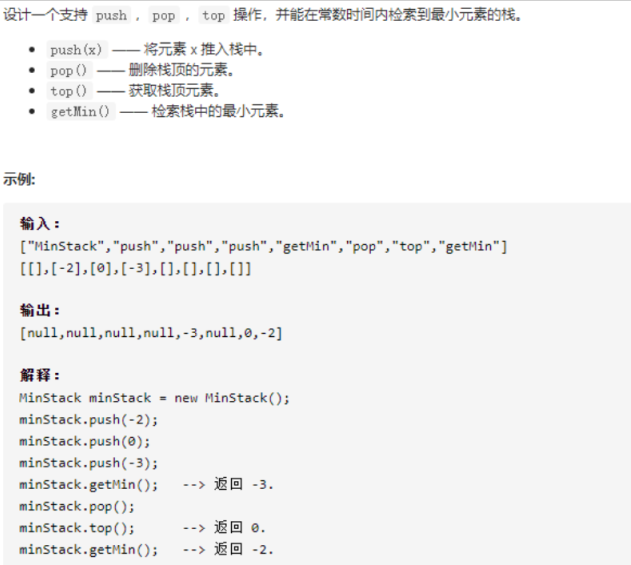 设计一个支持 push ，pop ，top 操作，并能在常数时间内检索到最小元素的栈。
push(x) —— 将元素 x 推入栈中。
pop() —— 删除栈顶的元素。
top() —— 获取栈顶元素。
getMin() —— 检索栈中的最小元素。
示例:
输入：
["MinStack","push","push","push","getMin","pop","top","getMin"]
[[],[-2],[0],[-3],[],[],[],[]]
输出：
[null,null,null,null,-3,null,0,-2]
解释：
MinStack minStack = new MinStack();
minStack.push(-2);
minStack.push(0);
minStack.push(-3);
minStack.getMin();   --> 返回 -3.
minStack.pop();
minStack.top();      --> 返回 0.
minStack.getMin();   --> 返回 -2.